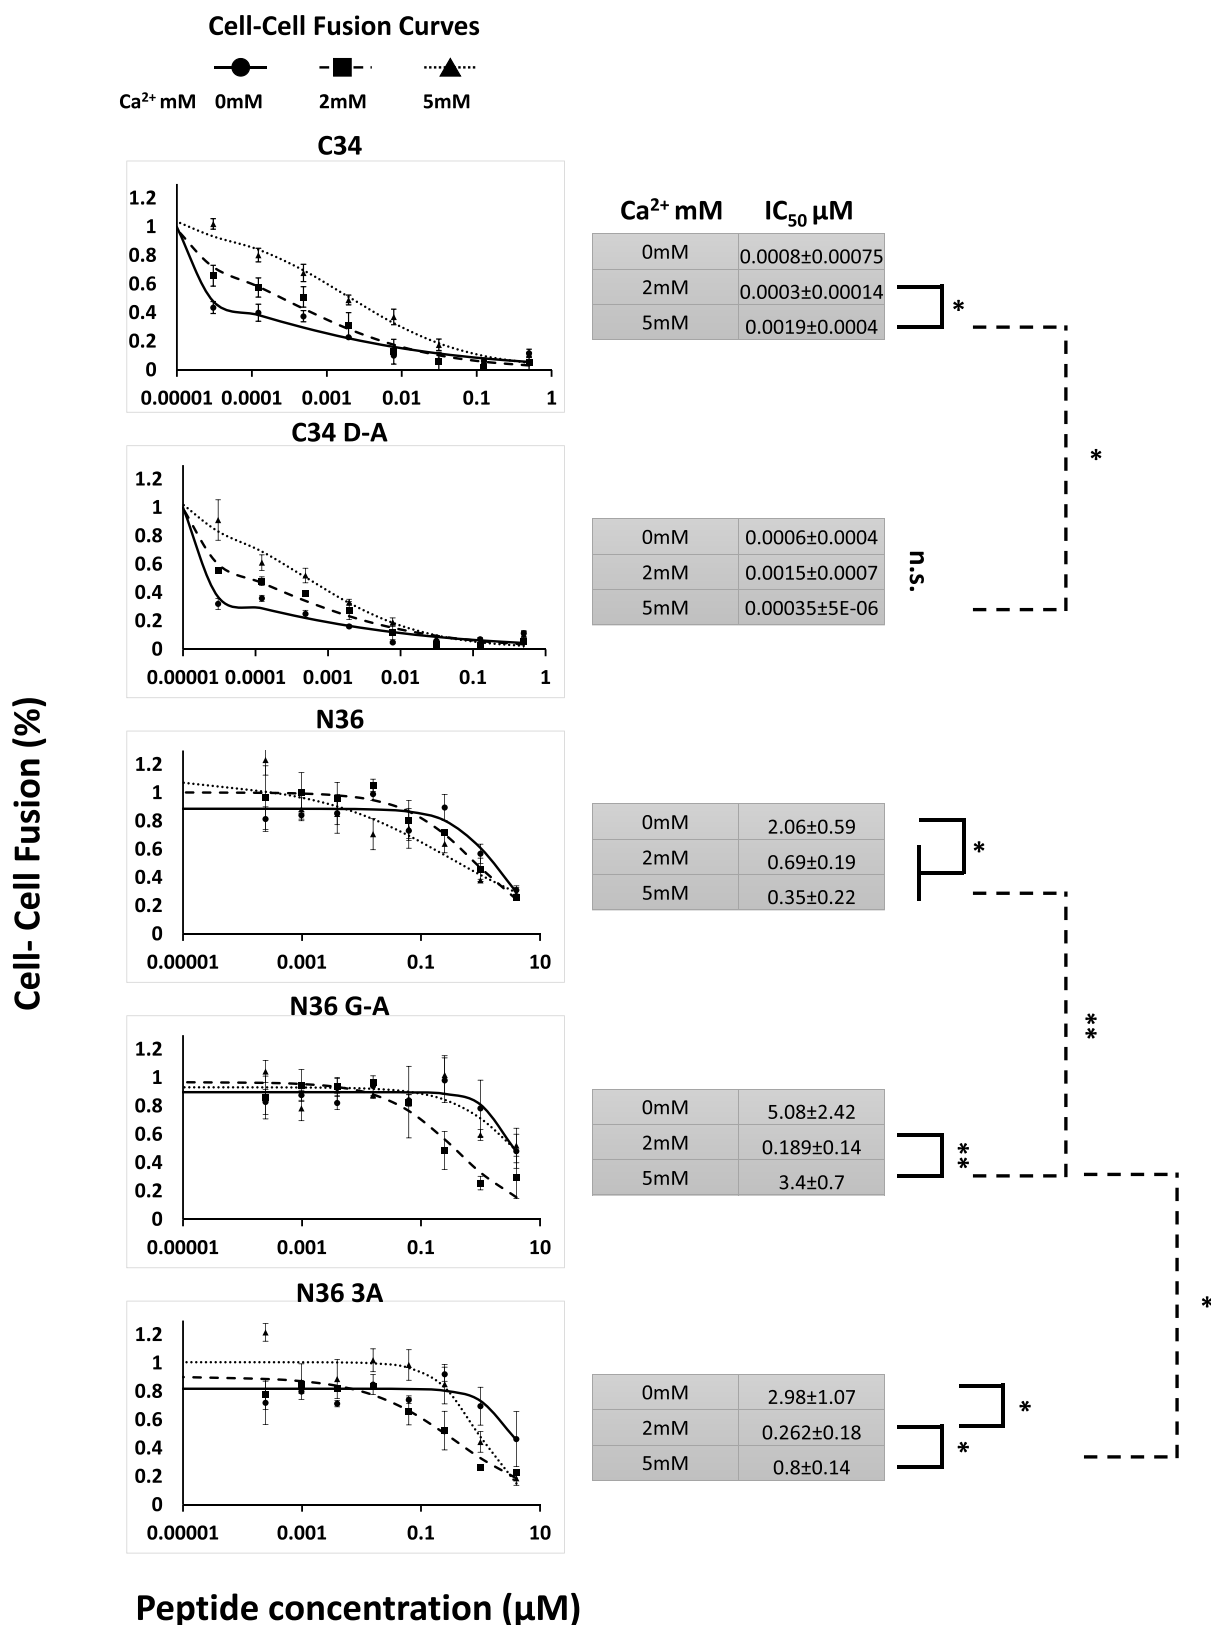 Cell-Cell Fusion Curves
Ca²⁺ mM 0mM 2mM 5mM
C34
1.2
1
0.8
0.6
0.4
0.2
0
0.00001 0.0001 0.001 0.01 0.1 1
Ca²⁺ mM IC₅₀ µM
0mM 0.0008±0.00075
2mM 0.0003±0.00014
5mM 0.0019±0.0004
*
*
C34 D-A
1.2
1
0.8
0.6
0.4
0.2
0
0.00001 0.0001 0.001 0.01 0.1 1
0mM 0.0006±0.0004
2mM 0.0015±0.0007
5mM 0.00035±5E-06
n.s.
Cell- Cell Fusion (%)
N36
1.2
1
0.8
0.6
0.4
0.2
0
0.00001 0.001 0.1 10
0mM 2.06±0.59
2mM 0.69±0.19
5mM 0.35±0.22
*
**
N36 G-A
1.2
1
0.8
0.6
0.4
0.2
0
0.00001 0.001 0.1 10
0mM 5.08±2.42
2mM 0.189±0.14
5mM 3.4±0.7
**
*
N36 3A
1.2
1
0.8
0.6
0.4
0.2
0
0.00001 0.001 0.1 10
0mM 2.98±1.07
2mM 0.262±0.18
5mM 0.8±0.14
*
*
Peptide concentration (µM)